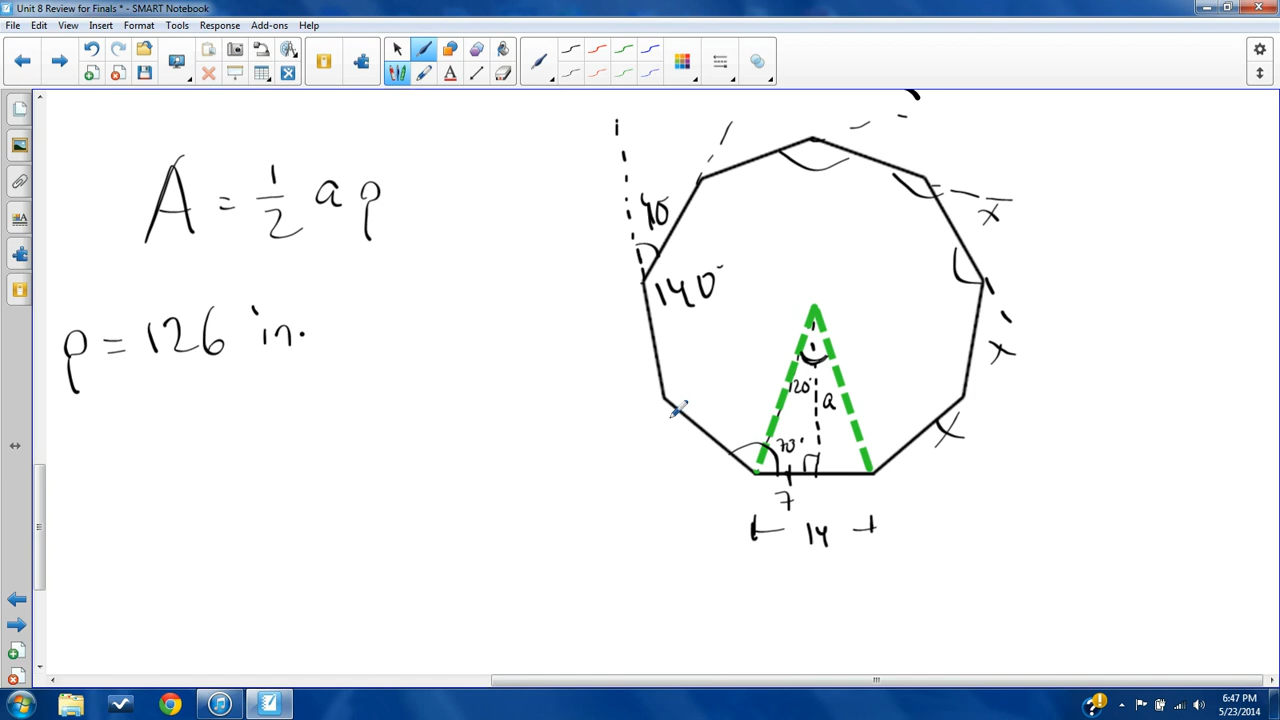 Unit 8 Review for Finals * - SMART Notebook
File Edit View Insert Format Tools Response Add-ons Help
A = 1/2 a p
p = 126 in.
40
140°
x
x
x
120°
a
70°
7
14
6:47 PM
5/23/2014